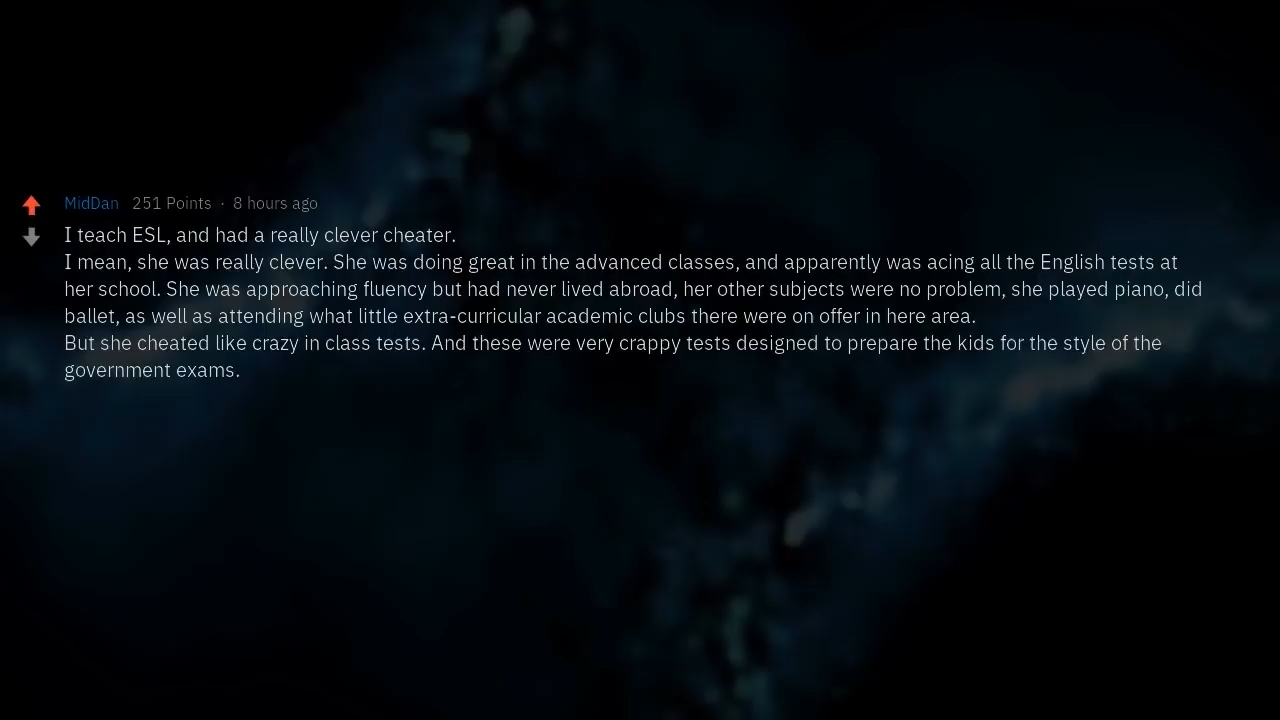 MidDan 251 Points · 8 hours ago
I teach ESL, and had a really clever cheater.
I mean, she was really clever. She was doing great in the advanced classes, and apparently was acing all the English tests at
her school. She was approaching fluency but had never lived abroad, her other subjects were no problem, she played piano, did
ballet, as well as attending what little extra-curricular academic clubs there were on offer in here area.
But she cheated like crazy in class tests. And these were very crappy tests designed to prepare the kids for the style of the
government exams.